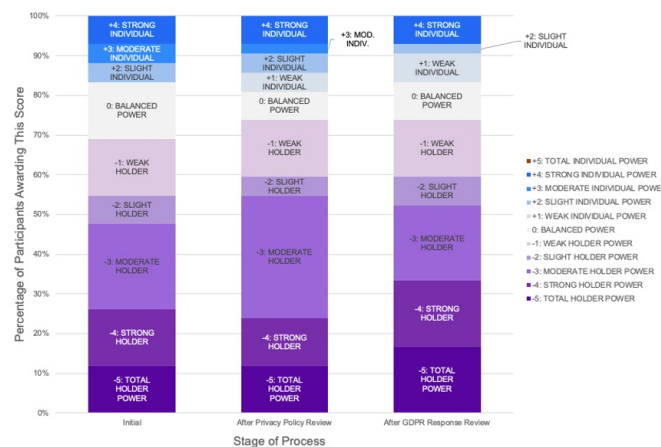 100%
90%
80%
70%
60%
50%
40%
30%
20%
10%
0%
Percentage of Participants Awarding This Score
+4: STRONG
INDIVIDUAL
+3: MODERATE
INDIVIDUAL
+2: SLIGHT
INDIVIDUAL
0: BALANCED
POWER
-1: WEAK
HOLDER
-2: SLIGHT
HOLDER
-3: MODERATE
HOLDER
-4: STRONG
HOLDER
-5: TOTAL
HOLDER
POWER
+4: STRONG
INDIVIDUAL
+3: MOD.
INDIV.
+2: SLIGHT
INDIVIDUAL
+1: WEAK
INDIVIDUAL
0: BALANCED
POWER
-1: WEAK
HOLDER
-2: SLIGHT HOLDER
-3: MODERATE
HOLDER
-4: STRONG
HOLDER
-5: TOTAL
HOLDER
POWER
+4: STRONG
INDIVIDUAL
+2: SLIGHT
INDIVIDUAL
+1: WEAK
INDIVIDUAL
0: BALANCED
POWER
-1: WEAK
HOLDER
-2: SLIGHT
HOLDER
-3: MODERATE
HOLDER
-4: STRONG
HOLDER
-5: TOTAL
HOLDER
POWER
Initial
After Privacy Policy Review
After GDPR Response Review
Stage of Process
+5: TOTAL INDIVIDUAL POWER
+4: STRONG INDIVIDUAL POWER
+3: MODERATE INDIVIDUAL POWE
+2: SLIGHT INDIVIDUAL POWER
+1: WEAK INDIVIDUAL POWER
0: BALANCED POWER
-1: WEAK HOLDER POWER
-2: SLIGHT HOLDER POWER
-3: MODERATE HOLDER POWER
-4: STRONG HOLDER POWER
-5: TOTAL HOLDER POWER